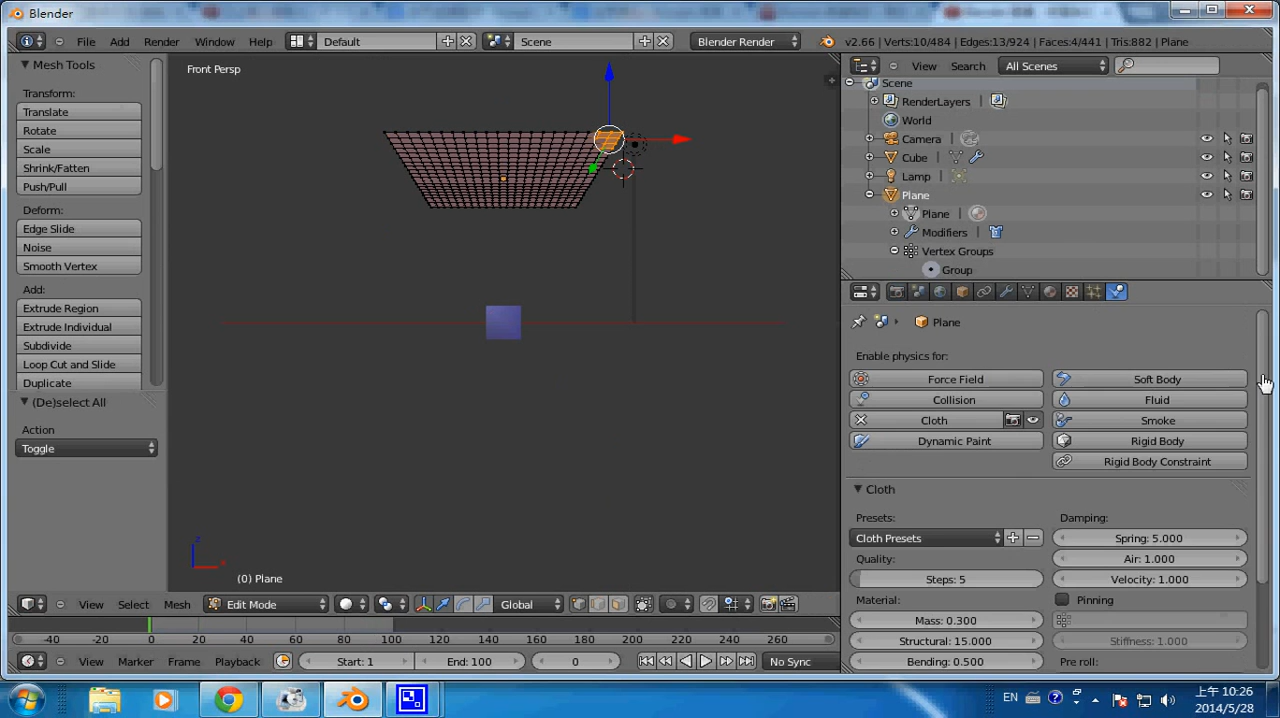 Blender
File Add Render Window Help Default Scene Blender Render v2.66 | Verts:10/484 | Edges:13/924 | Faces:4/441 | Tris:882 | Plane
Mesh Tools
Transform:
Translate
Rotate
Scale
Shrink/Fatten
Push/Pull
Deform:
Edge Slide
Noise
Smooth Vertex
Add:
Extrude Region
Extrude Individual
Subdivide
Loop Cut and Slide
Duplicate
(De)select All
Action
Toggle
Front Persp
z
x
(0) Plane
View Select Mesh Edit Mode Global
-40 -20 0 20 40 60 80 100 120 140 160 180 200 220 240 260
View Marker Frame Playback Start: 1 End: 100 0 No Sync
View Search All Scenes
Scene
RenderLayers
World
Camera
Lamp
Plane
Plane
Modifiers
Vertex Groups
Group
Plane
Enable physics for:
Force Field Soft Body
Collision Fluid
Cloth Smoke
Dynamic Paint Rigid Body
Rigid Body Constraint
Cloth
Presets: Damping:
Cloth Presets Spring: 5.000
Quality: Air: 1.000
Steps: 5 Velocity: 1.000
Material: Pinning
Mass: 0.300
Structural: 15.000 Stiffness: 1.000
Bending: 0.500 Pre roll:
EN 上午 10:26
2014/5/28